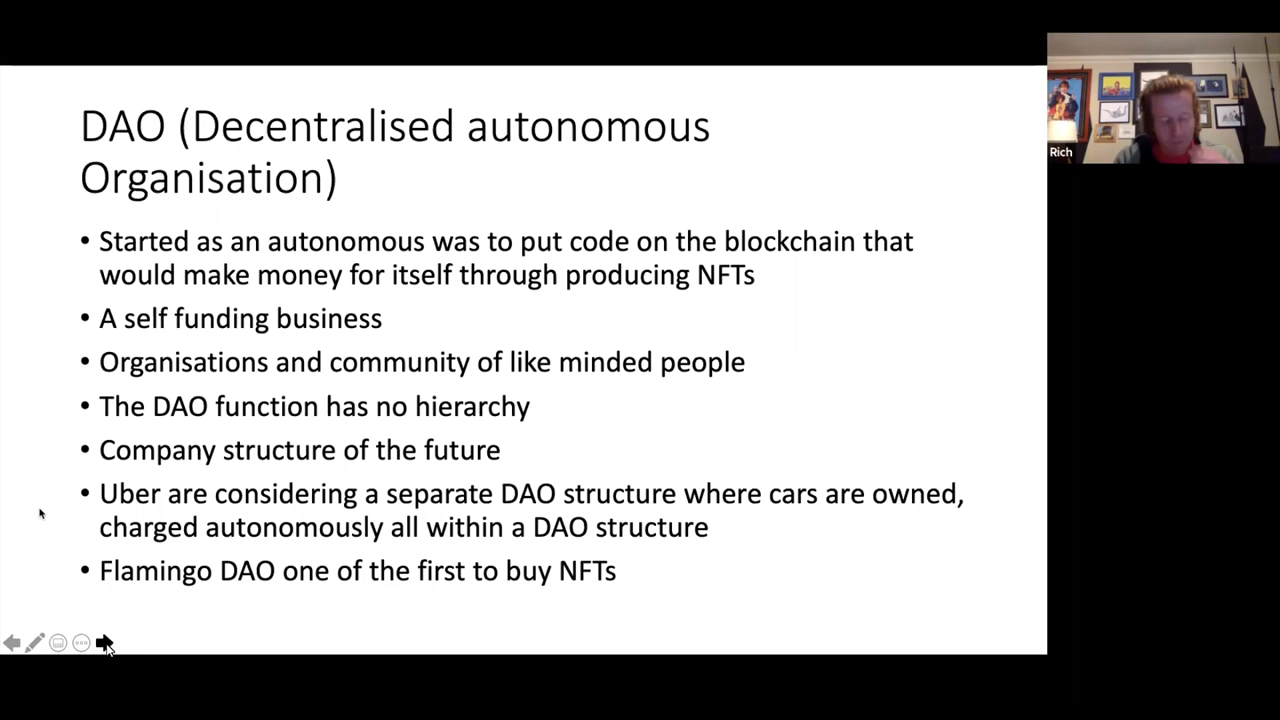 DAO (Decentralised autonomous
Organisation)
• Started as an autonomous was to put code on the blockchain that
would make money for itself through producing NFTs
• A self funding business
• Organisations and community of like minded people
• The DAO function has no hierarchy
• Company structure of the future
• Uber are considering a separate DAO structure where cars are owned,
charged autonomously all within a DAO structure
• Flamingo DAO one of the first to buy NFTs
Rich